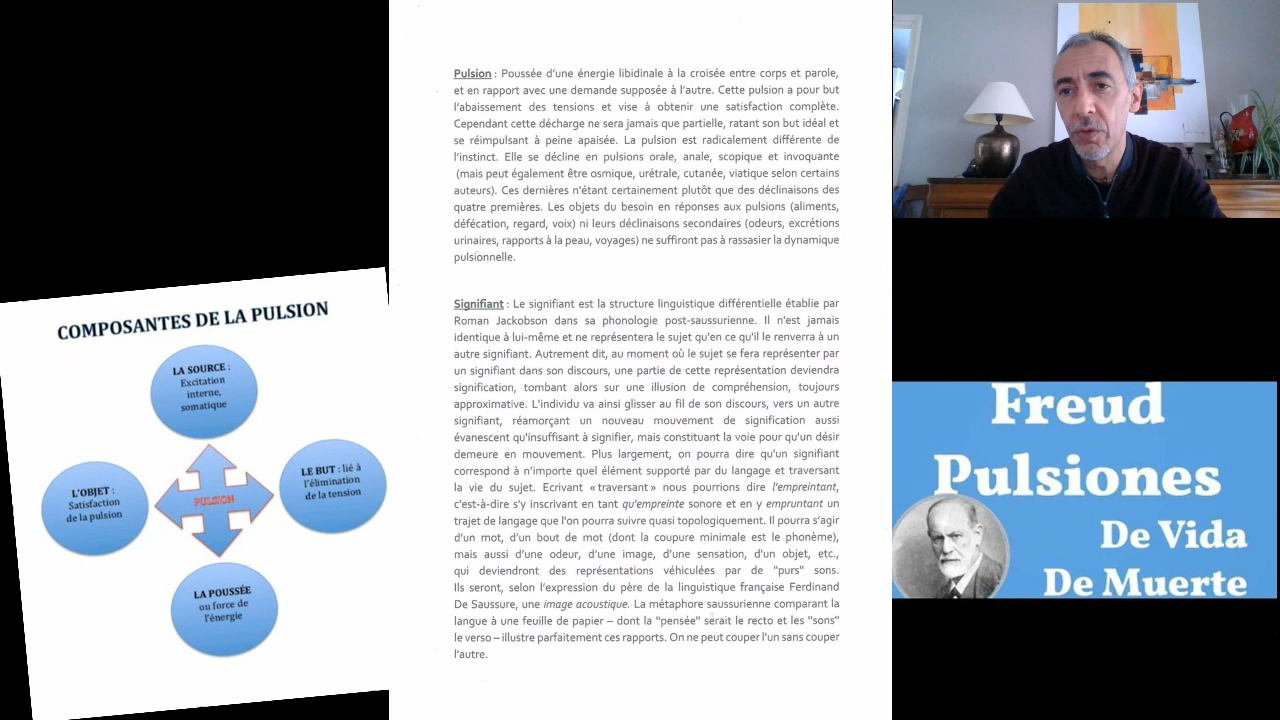 COMPOSANTES DE LA PULSION
LA SOURCE :
Excitation
interne,
somatique
L'OBJET :
Satisfaction
de la pulsion
PULSION
LE BUT : lié à
l'élimination
de la tension
LA POUSSÉE
ou force de
l'énergie
Pulsion : Poussée d'une énergie libidinale à la croisée entre corps et parole,
et en rapport avec une demande supposée à l'autre. Cette pulsion a pour but
l'abaissement des tensions et vise à obtenir une satisfaction complète.
Cependant cette décharge ne sera jamais que partielle, ratant son but idéal et
se réimpulsant à peine apaisée. La pulsion est radicalement différente de
l'instinct. Elle se décline en pulsions orale, anale, scopique et invoquante
(mais peut également être osmique, urétrale, cutanée, viatique selon certains
auteurs). Ces dernières n'étant certainement plutôt que des déclinaisons des
quatre premières. Les objets du besoin en réponses aux pulsions (aliments,
défécation, regard, voix) ni leurs déclinaisons secondaires (odeurs, excrétions
urinaires, rapports à la peau, voyages) ne suffiront pas à rassasier la dynamique
pulsionnelle.
Signifiant : Le signifiant est la structure linguistique différentielle établie par
Roman Jackobson dans sa phonologie post-saussurienne. Il n'est jamais
identique à lui-même et ne représentera le sujet qu'en ce qu'il le renverra à un
autre signifiant. Autrement dit, au moment où le sujet se fera représenter par
un signifiant dans son discours, une partie de cette représentation deviendra
signification, tombant alors sur une illusion de compréhension, toujours
approximative. L'individu va ainsi glisser au fil de son discours, vers un autre
signifiant, réamorçant un nouveau mouvement de signification aussi
évanescent qu'insuffisant à signifier, mais constituant la voie pour qu'un désir
demeure en mouvement. Plus largement, on pourra dire qu'un signifiant
correspond à n'importe quel élément supporté par du langage et traversant
la vie du sujet. Ecrivant « traversant » nous pourrions dire l'empreintant,
c'est-à-dire s'y inscrivant en tant qu'empreinte sonore et en y empruntant un
trajet de langage que l'on pourra suivre quasi topologiquement. Il pourra s'agir
d'un mot, d'un bout de mot (dont la coupure minimale est le phonème),
mais aussi d'une odeur, d'une image, d'une sensation, d'un objet, etc.,
qui deviendront des représentations véhiculées par de "purs" sons.
Ils seront, selon l'expression du père de la linguistique française Ferdinand
De Saussure, une image acoustique. La métaphore saussurienne comparant la
langue à une feuille de papier – dont la "pensée" serait le recto et les "sons"
le verso – illustre parfaitement ces rapports. On ne peut couper l'un sans couper
l'autre.
Freud
Pulsiones
De Vida
De Muerte